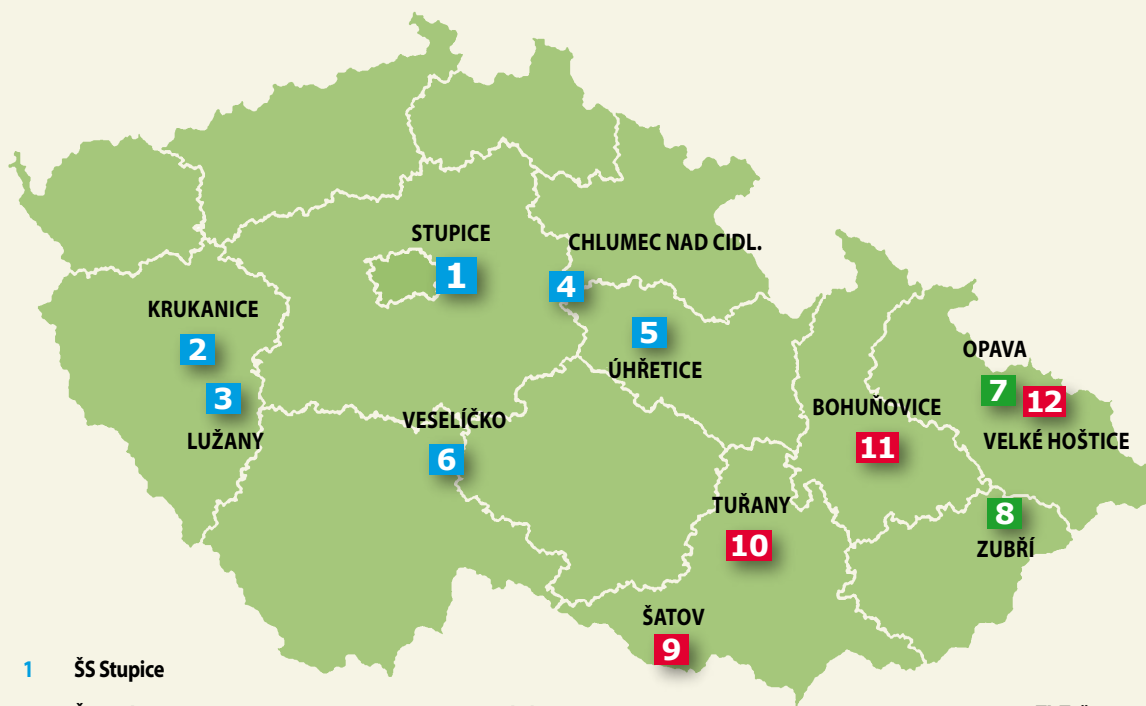 STUPICE
1
CHLUMEC NAD CIDL.
4
KRUKANICE
2
5
ÚHŘETICE
3
LUŽANY
OPAVA
7
12
VELKÉ HOŠTICE
BOHUŇOVICE
11
VESELÍČKO
6
TUŘANY
10
8
ZUBŘÍ
ŠATOV
9
1 ŠS Stupice